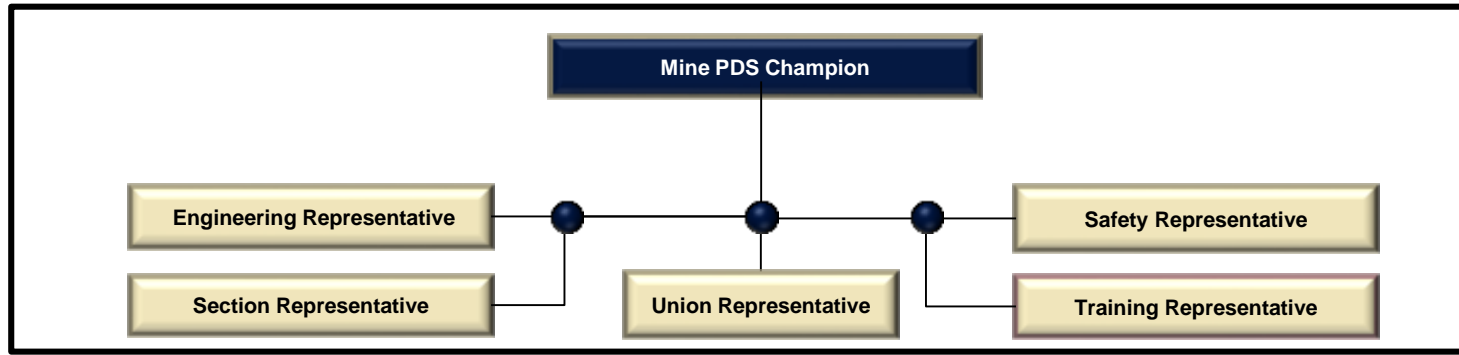 Mine PDS Champion
Engineering Representative
Safety Representative
Section Representative
Union Representative
Training Representative